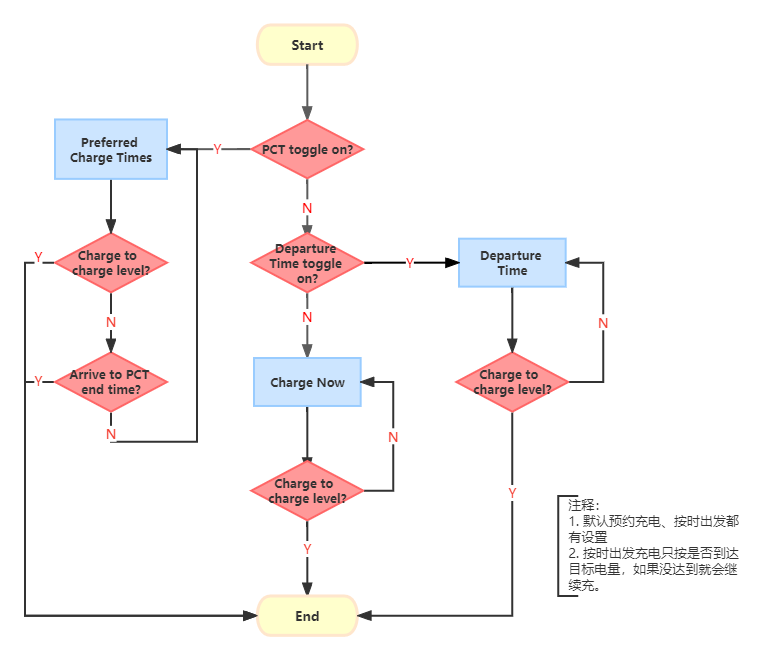 Start
Preferred
Charge Times
Y
PCT toggle on?
N
Y
Charge to
charge level?
Departure
Time toggle
on?
Y
Departure
Time
N
N
N
Y
Arrive to PCT
end time?
Charge Now
Charge to
charge level?
N
N
Charge to
charge level?
Y
Y
注释：
1. 默认预约充电、按时出发都
有设置
2. 按时出发充电只按是否到达
目标电量，如果没达到就会继
续充。
End